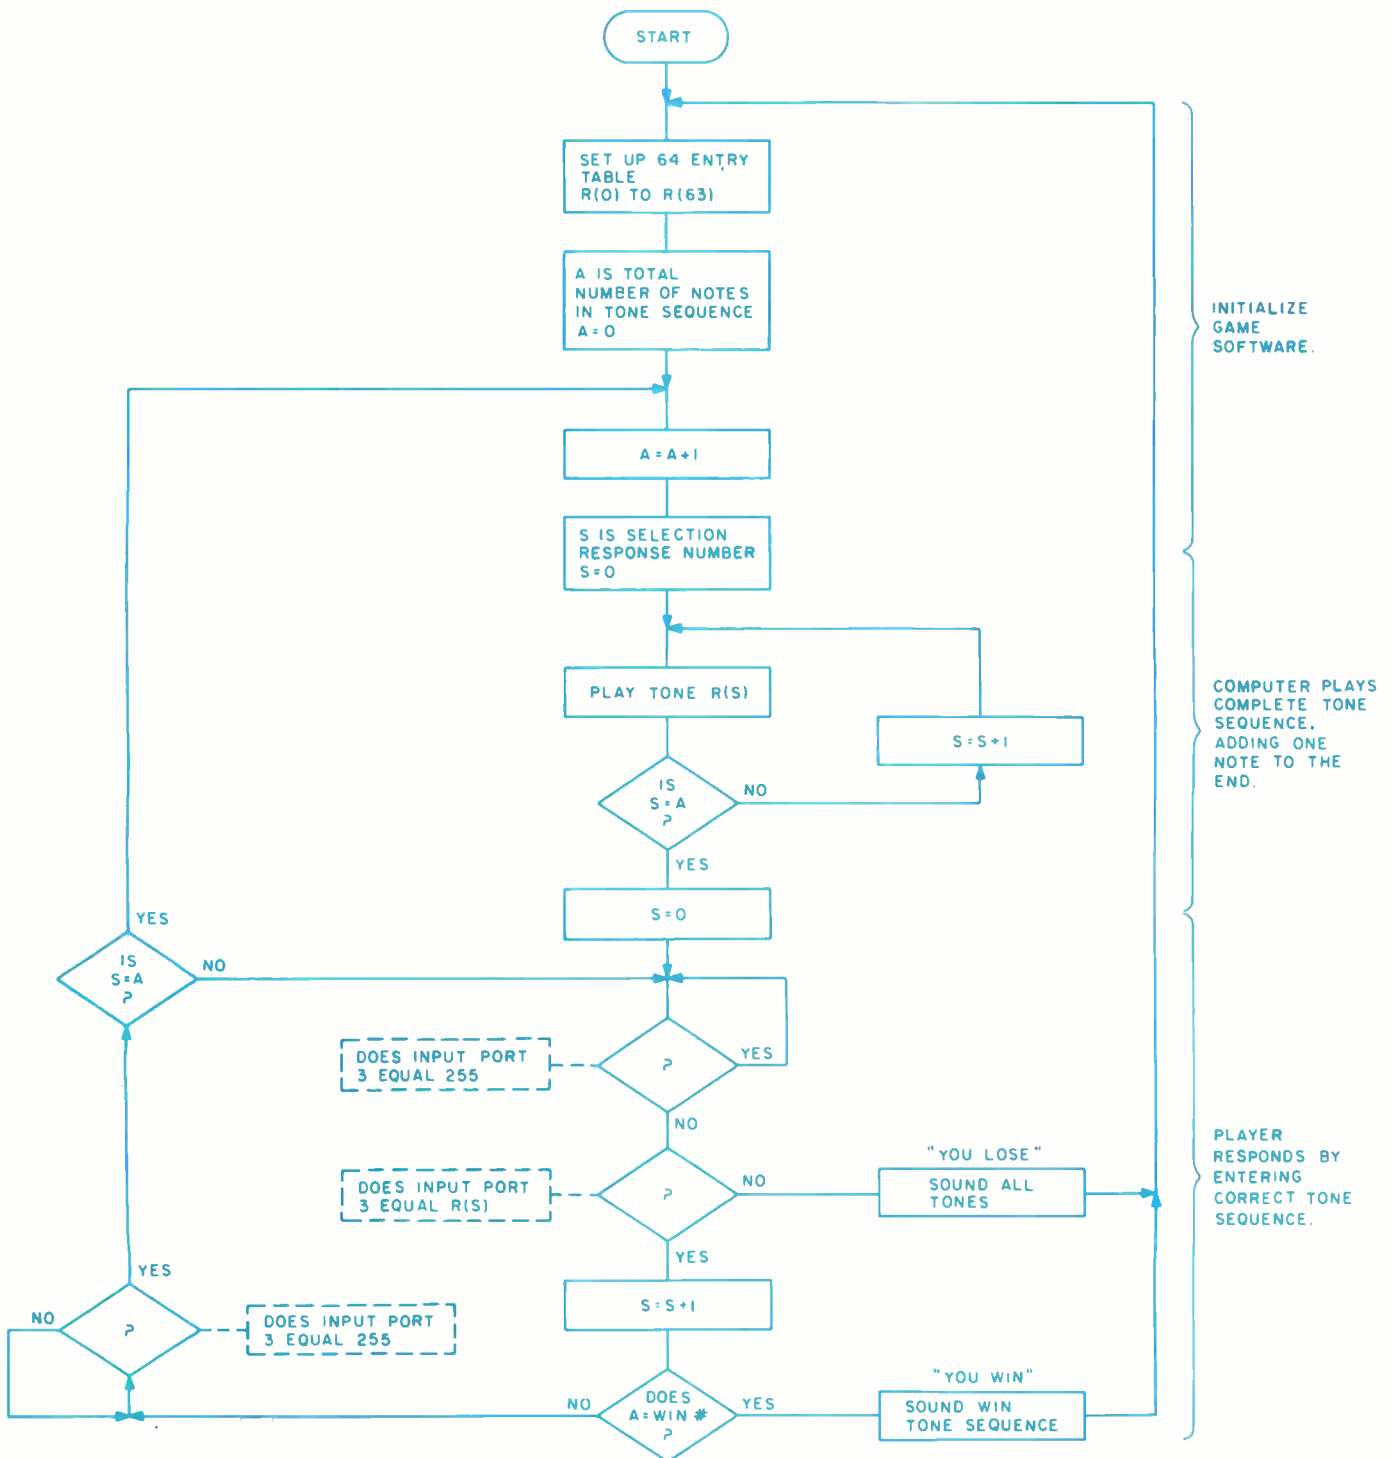 START
SET UP 64 ENTRY
TABLE
R(0) TO R(63)
A IS TOTAL
NUMBER OF NOTES
IN TONE SEQUENCE
A=0
INITIALIZE
GAME
SOFTWARE.
A=A+1
S IS SELECTION
RESPONSE NUMBER
S=0
PLAY TONE R(S)
S=S+1
COMPUTER PLAYS
COMPLETE TONE
SEQUENCE,
ADDING ONE
NOTE TO THE
END.
IS
S=A
?
NO
YES
S=0
YES
IS
S=A
?
NO
DOES INPUT PORT
3 EQUAL 255
?
YES
NO
DOES INPUT PORT
3 EQUAL R(S)
?
NO
"YOU LOSE"
SOUND ALL
TONES
PLAYER
RESPONDS BY
ENTERING
CORRECT TONE
SEQUENCE.
YES
S=S+1
YES
NO
?
DOES INPUT PORT
3 EQUAL 255
NO
DOES
A=WIN #
?
YES
"YOU WIN"
SOUND WIN
TONE SEQUENCE